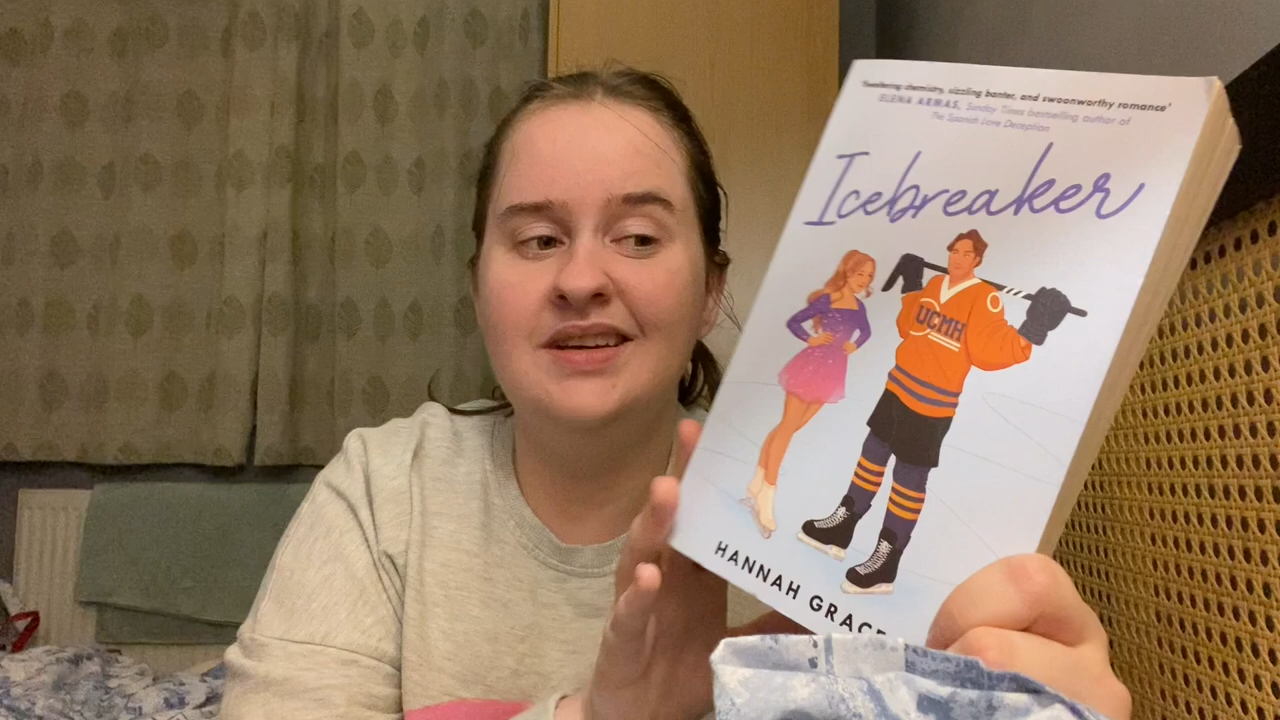 'Sweltering chemistry, sizzling banter, and swoonworthy romance'
ELENA ARMAS, Sunday Times bestselling author of
The Spanish Love Deception
Icebreaker
UCMH
HANNAH GRACE